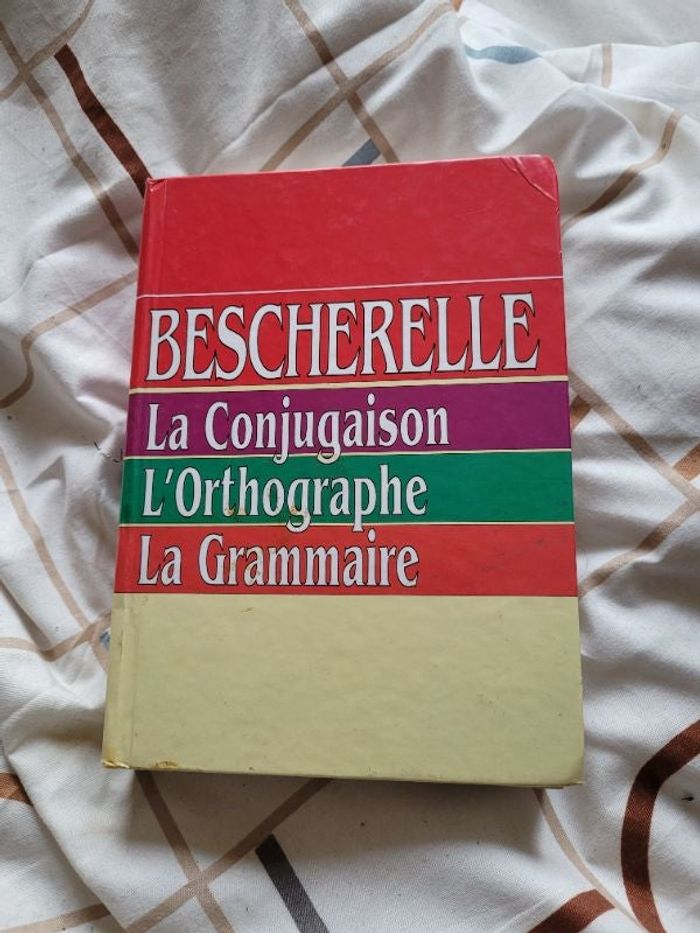 BESCHERELLE
La Conjugaison
L'Orthographe
La Grammaire